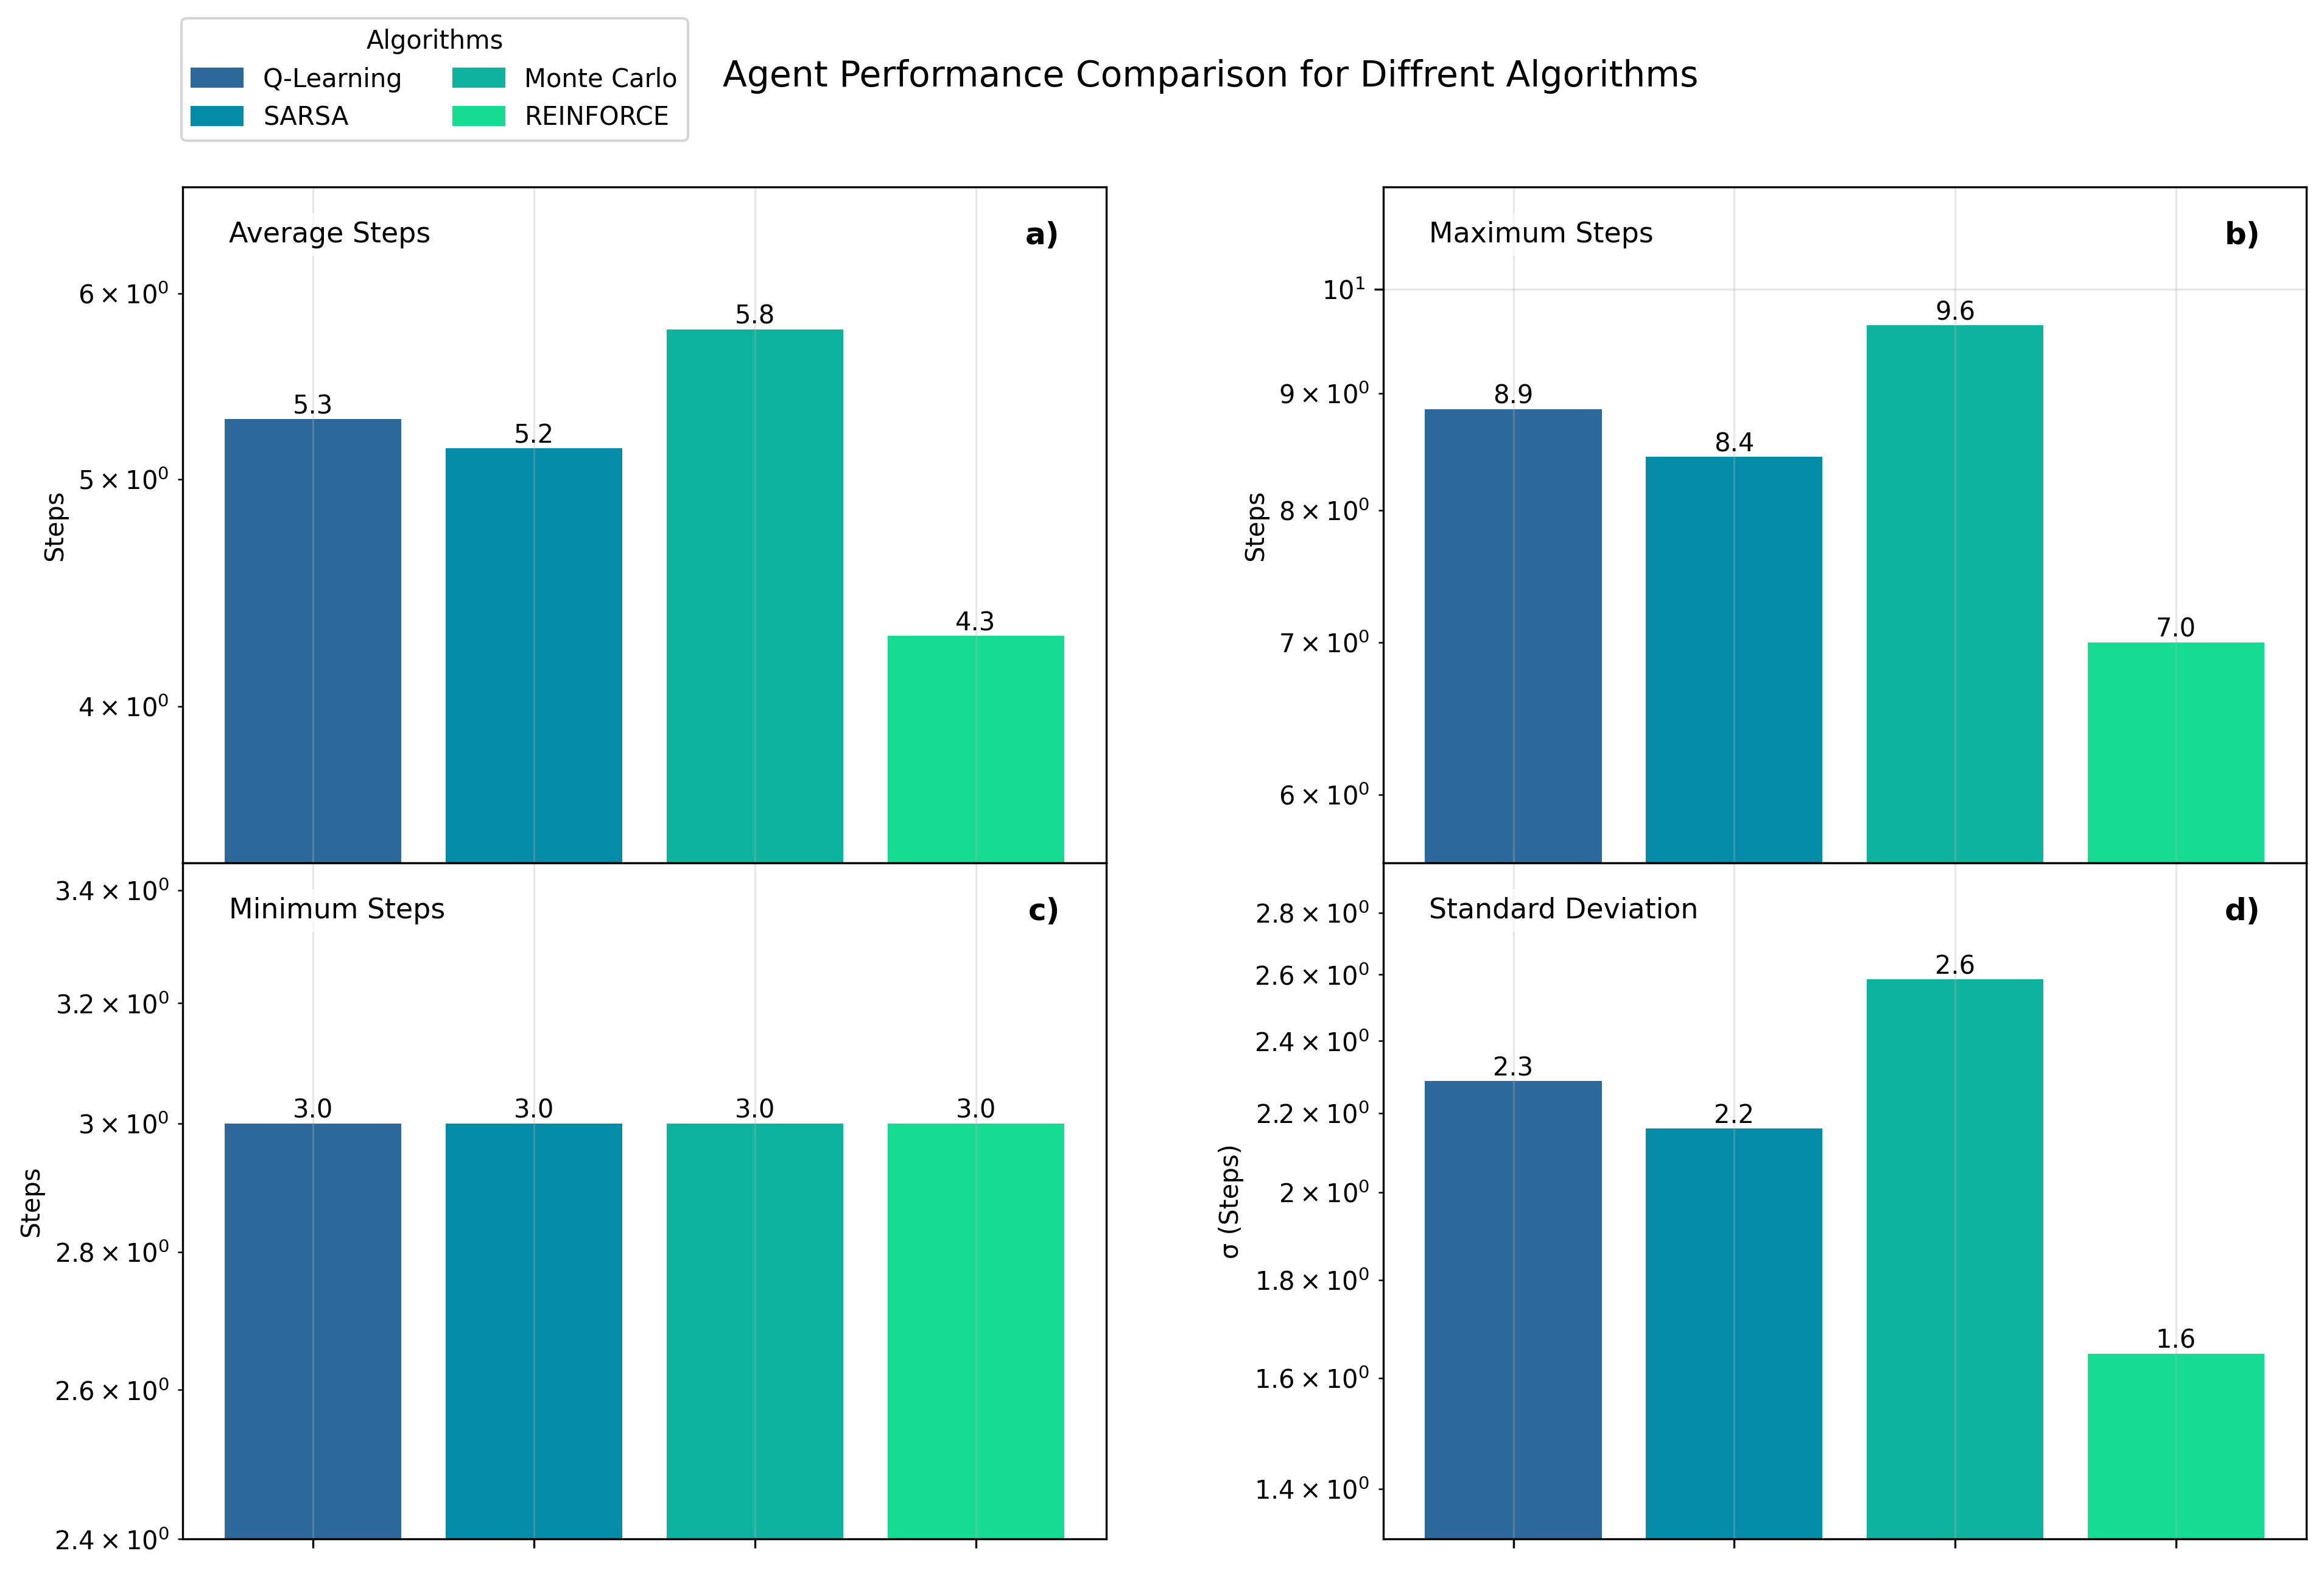 Algorithms
Q-Learning
SARSA
Monte Carlo
REINFORCE
Agent Performance Comparison for Diffrent Algorithms
Average Steps
a)
Steps
6 × 10⁰
5 × 10⁰
4 × 10⁰
5.3
5.2
5.8
4.3
Maximum Steps
b)
Steps
10¹
9 × 10⁰
8 × 10⁰
7 × 10⁰
6 × 10⁰
8.9
8.4
9.6
7.0
Minimum Steps
c)
Steps
3.4 × 10⁰
3.2 × 10⁰
3 × 10⁰
2.8 × 10⁰
2.6 × 10⁰
2.4 × 10⁰
3.0
3.0
3.0
3.0
Standard Deviation
d)
σ (Steps)
2.8 × 10⁰
2.6 × 10⁰
2.4 × 10⁰
2.2 × 10⁰
2 × 10⁰
1.8 × 10⁰
1.6 × 10⁰
1.4 × 10⁰
2.3
2.2
2.6
1.6